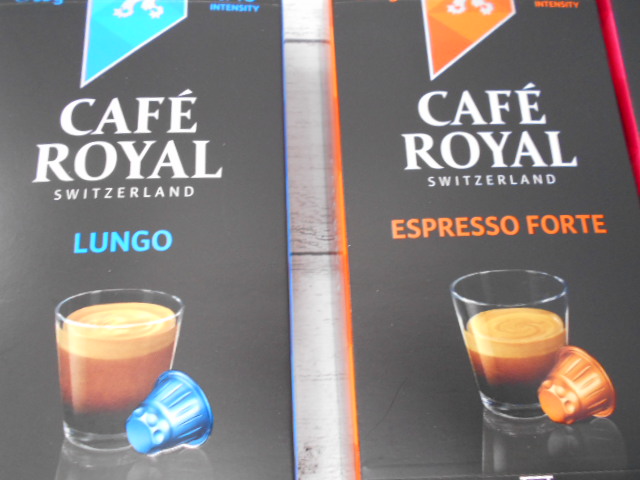 INTENSITY
CAFÉ
ROYAL
SWITZERLAND
LUNGO
INTENSITY
CAFÉ
ROYAL
SWITZERLAND
ESPRESSO FORTE